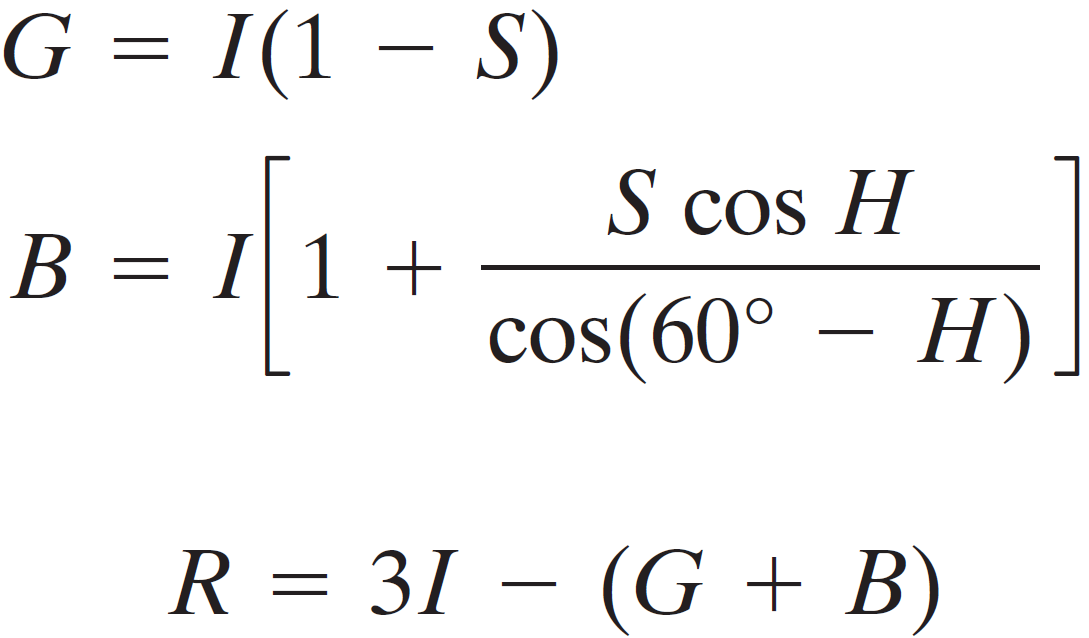 G = I(1 − S)
B = I[1 + S cos H / cos(60° − H)]
R = 3I − (G + B)